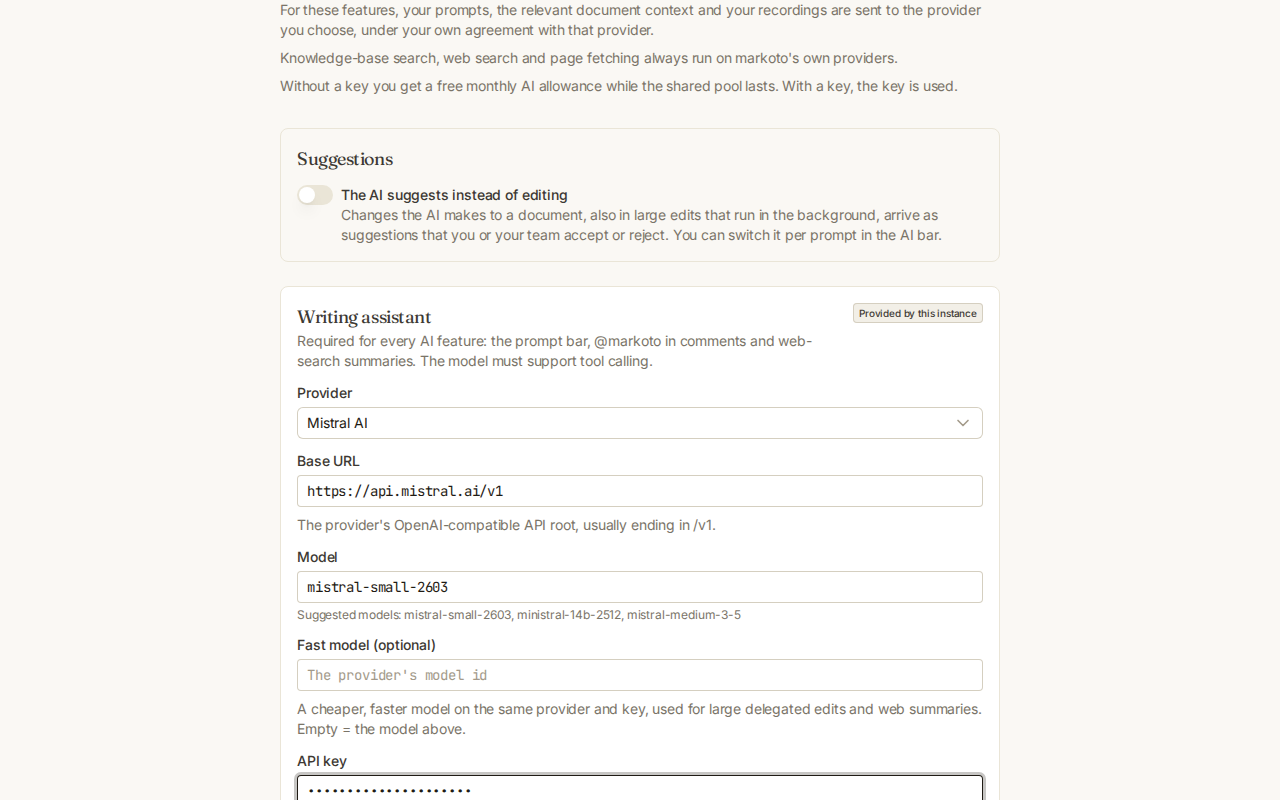 For these features, your prompts, the relevant document context and your recordings are sent to the provider
you choose, under your own agreement with that provider.
Knowledge-base search, web search and page fetching always run on markoto's own providers.
Without a key you get a free monthly AI allowance while the shared pool lasts. With a key, the key is used.
Suggestions
The AI suggests instead of editing
Changes the AI makes to a document, also in large edits that run in the background, arrive as
suggestions that you or your team accept or reject. You can switch it per prompt in the AI bar.
Writing assistant
Provided by this instance
Required for every AI feature: the prompt bar, @markoto in comments and web-
search summaries. The model must support tool calling.
Provider
Mistral AI
Base URL
https://api.mistral.ai/v1
The provider's OpenAI-compatible API root, usually ending in /v1.
Model
mistral-small-2603
Suggested models: mistral-small-2603, ministral-14b-2512, mistral-medium-3-5
Fast model (optional)
The provider's model id
A cheaper, faster model on the same provider and key, used for large delegated edits and web summaries.
Empty = the model above.
API key
•••••••••••••••••••••